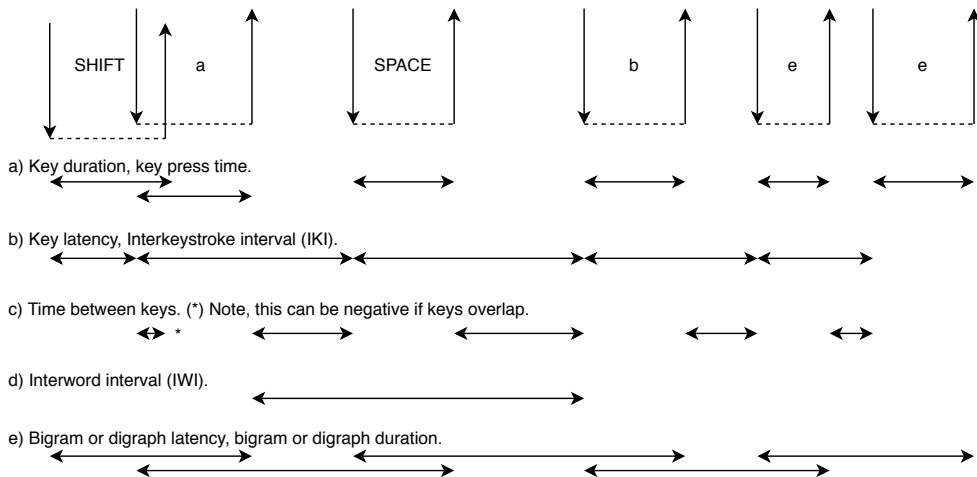 SHIFT a SPACE b e e
a) Key duration, key press time.
b) Key latency, Interkeystroke interval (IKI).
c) Time between keys. (*) Note, this can be negative if keys overlap.
*
d) Interword interval (IWI).
e) Bigram or digraph latency, bigram or digraph duration.